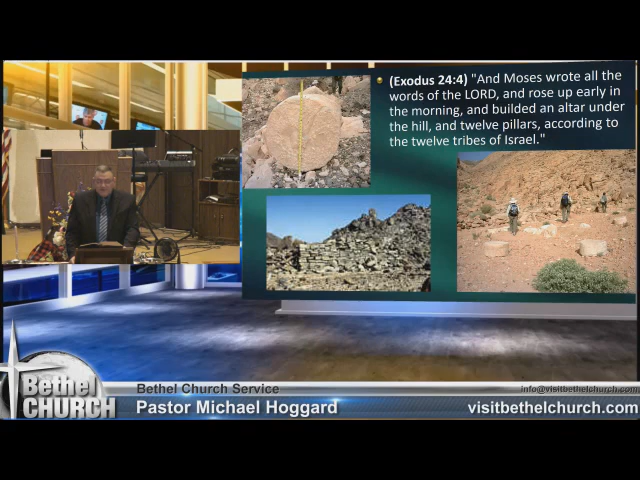 (Exodus 24:4) "And Moses wrote all the
words of the LORD, and rose up early in
the morning, and builded an altar under
the hill, and twelve pillars, according to
the twelve tribes of Israel."
Bethel
CHURCH
Bethel Church Service
info@visitbethelchurch.com
Pastor Michael Hoggard
visitbethelchurch.com